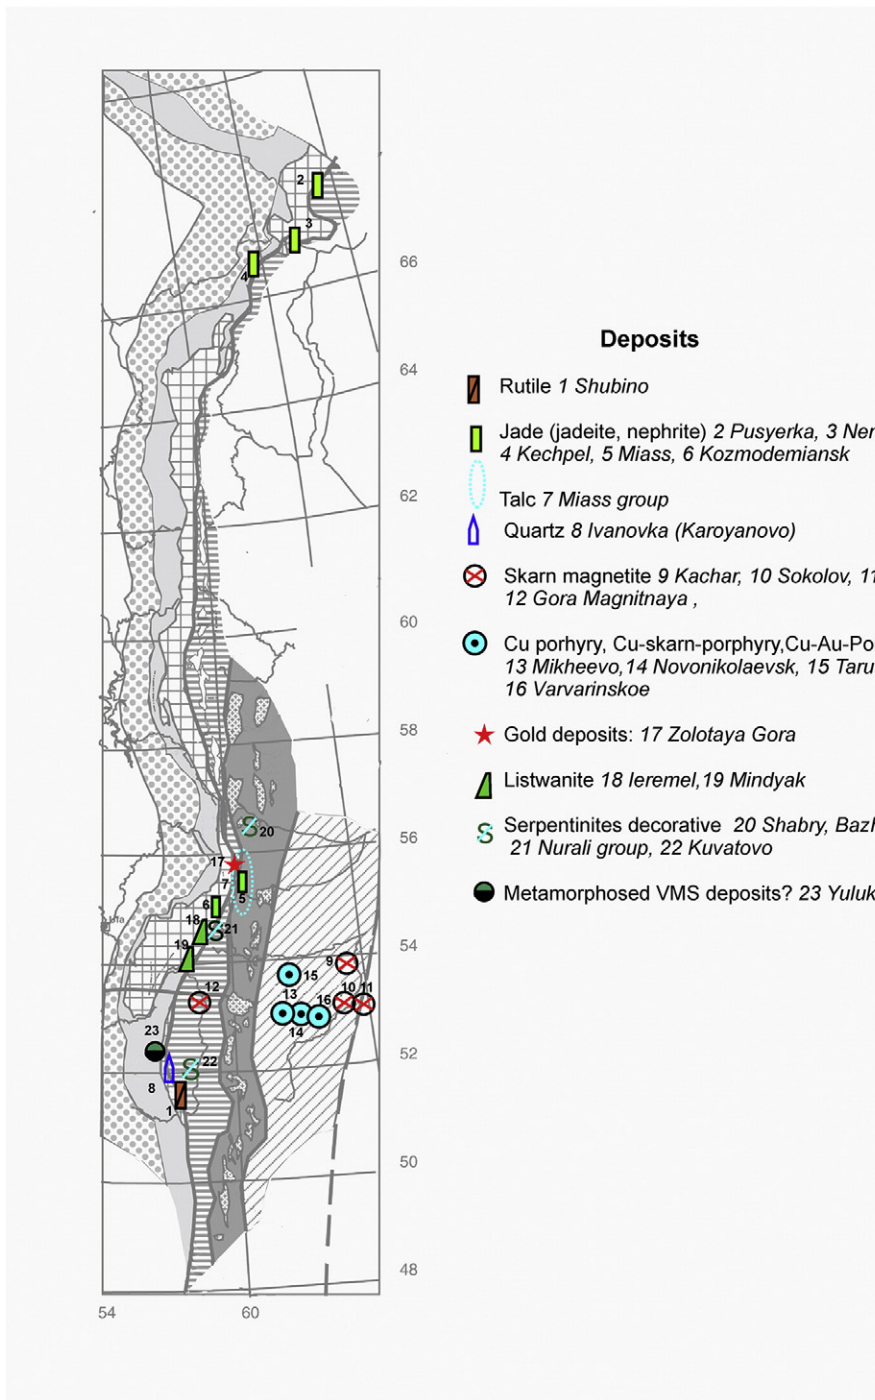 2
3
4
66
64
62
60
58
56
54
52
50
48
54
60
20
17
7
5
6
18
21
19
12
9
10
11
15
13
16
14
23
22
8
1
Ufa
Deposits
Rutile 1 Shubino
Jade (jadeite, nephrite) 2 Pusyerka, 3 Ner
4 Kechpel, 5 Miass, 6 Kozmodemiansk
Talc 7 Miass group
Quartz 8 Ivanovka (Karoyanovo)
Skarn magnetite 9 Kachar, 10 Sokolov, 11
12 Gora Magnitnaya ,
Cu porhyry, Cu-skarn-porphyry,Cu-Au-Po
13 Mikheevo,14 Novonikolaevsk, 15 Taru
16 Varvarinskoe
Gold deposits: 17 Zolotaya Gora
Listwanite 18 Ieremel,19 Mindyak
S Serpentinites decorative 20 Shabry, Bazh
21 Nurali group, 22 Kuvatovo
Metamorphosed VMS deposits? 23 Yuluk